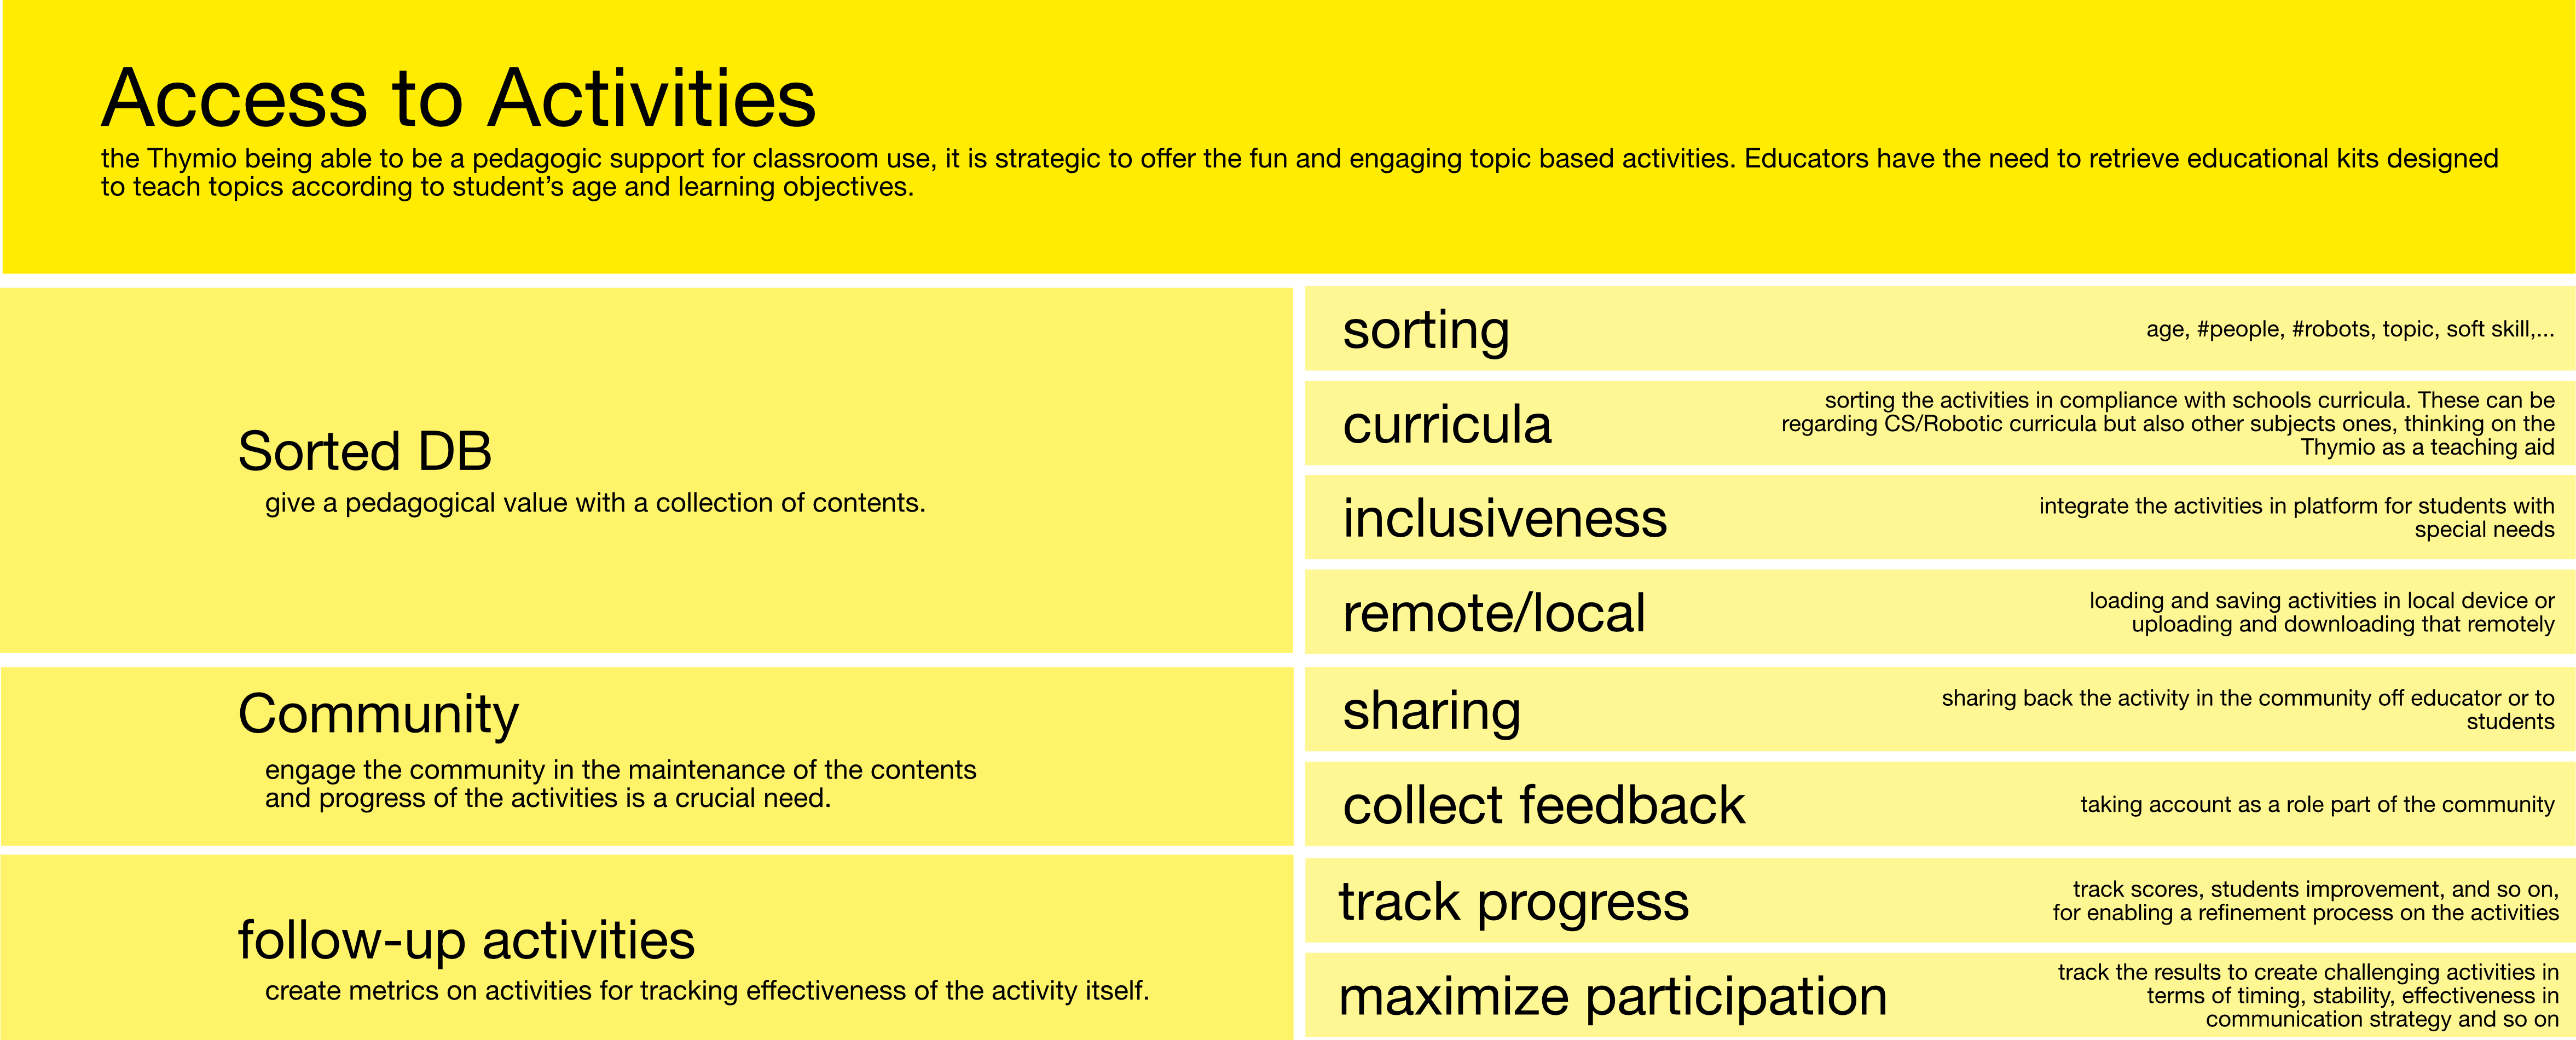 Access to Activities
the Thymio being able to be a pedagogic support for classroom use, it is strategic to offer the fun and engaging topic based activities. Educators have the need to retrieve educational kits designed
to teach topics according to student’s age and learning objectives.
Sorted DB
give a pedagogical value with a collection of contents.
sorting
age, #people, #robots, topic, soft skill,...
curricula
sorting the activities in compliance with schools curricula. These can be
regarding CS/Robotic curricula but also other subjects ones, thinking on the
Thymio as a teaching aid
inclusiveness
integrate the activities in platform for students with
special needs
remote/local
loading and saving activities in local device or
uploading and downloading that remotely
Community
engage the community in the maintenance of the contents
and progress of the activities is a crucial need.
sharing
sharing back the activity in the community off educator or to
students
collect feedback
taking account as a role part of the community
follow-up activities
create metrics on activities for tracking effectiveness of the activity itself.
track progress
track scores, students improvement, and so on,
for enabling a refinement process on the activities
maximize participation
track the results to create challenging activities in
terms of timing, stability, effectiveness in
communication strategy and so on